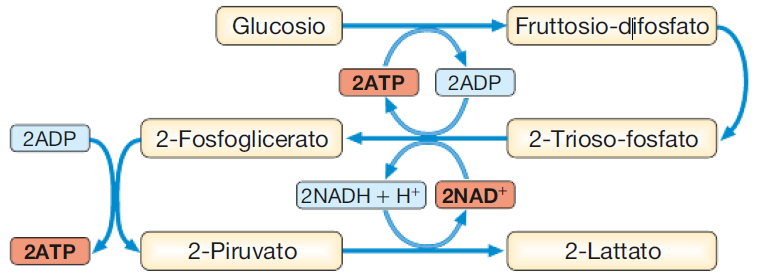 Glucosio
Fruttosio-difosfato
2ATP
2ADP
2ADP
2-Fosfoglicerato
2-Trioso-fosfato
2NADH + H⁺
2NAD⁺
2ATP
2-Piruvato
2-Lattato